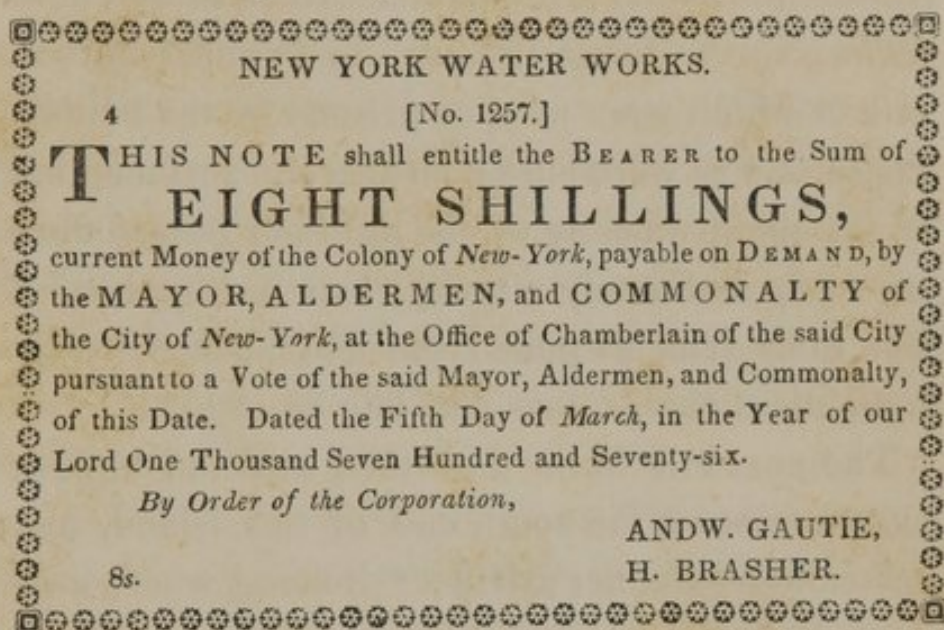 NEW YORK WATER WORKS.
4 [No. 1257.]
THIS NOTE shall entitle the BEARER to the Sum of
EIGHT SHILLINGS,
current Money of the Colony of New-York, payable on DEMAND, by
the MAYOR, ALDERMEN, and COMMONALTY of
the City of New-York, at the Office of Chamberlain of the said City
pursuant to a Vote of the said Mayor, Aldermen, and Commonalty,
of this Date. Dated the Fifth Day of March, in the Year of our
Lord One Thousand Seven Hundred and Seventy-six.
By Order of the Corporation,
ANDW. GAUTIE,
8s. H. BRASHER.